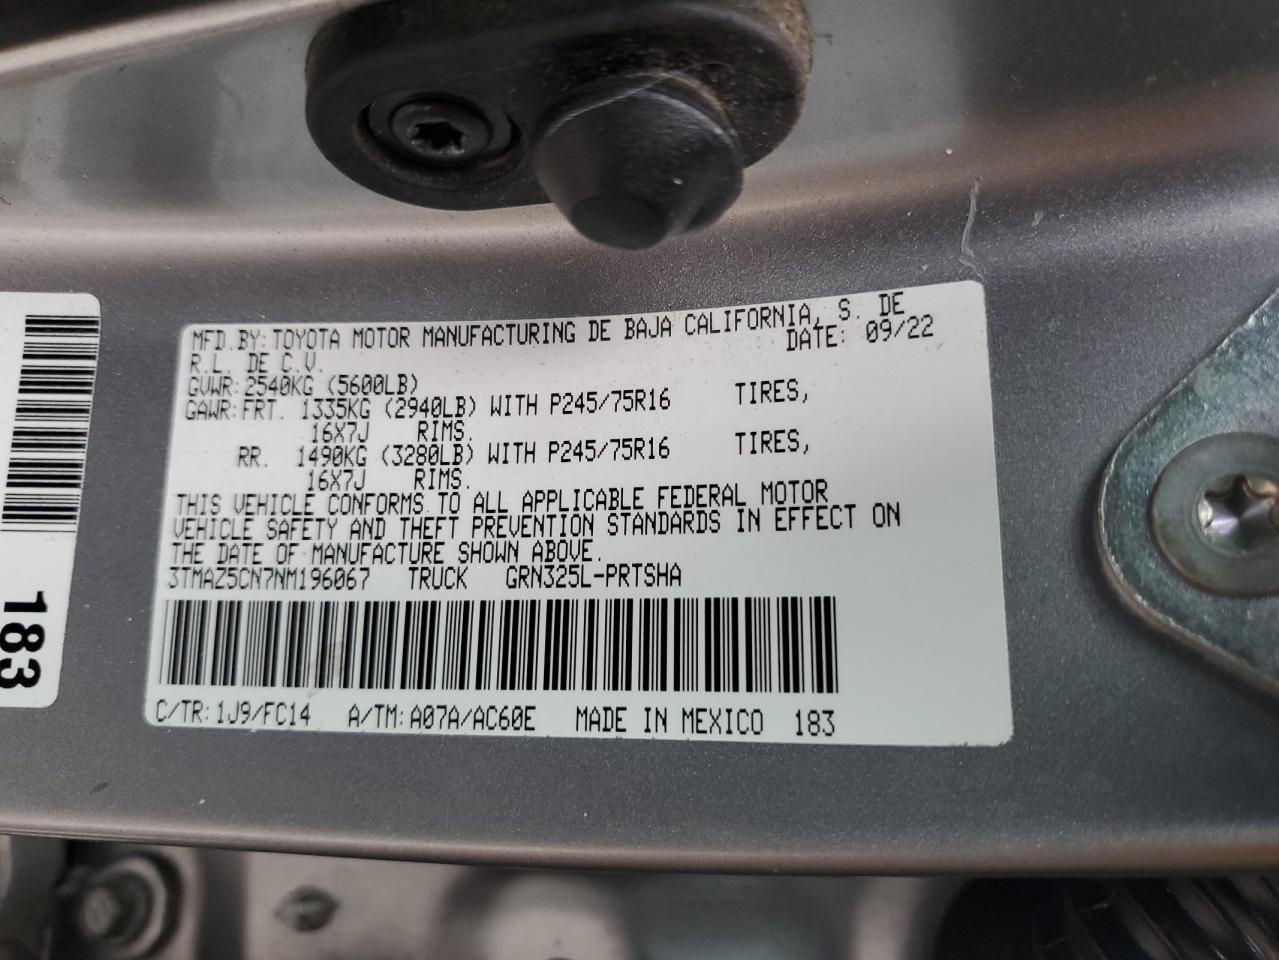 MFD.BY:TOYOTA MOTOR MANUFACTURING DE BAJA CALIFORNIA, S. DE
R.L. DE C.V. DATE: 09/22
GVWR:2540KG (5600LB)
GAWR:FRT. 1335KG (2940LB) WITH P245/75R16 TIRES,
16X7J RIMS.
RR. 1490KG (3280LB) WITH P245/75R16 TIRES,
16X7J RIMS.
THIS VEHICLE CONFORMS TO ALL APPLICABLE FEDERAL MOTOR
VEHICLE SAFETY AND THEFT PREVENTION STANDARDS IN EFFECT ON
THE DATE OF MANUFACTURE SHOWN ABOVE.
3TMAZ5CN7NM196067 TRUCK GRN325L-PRTSHA
C/TR:1J9/FC14 A/TM:A07A/AC60E MADE IN MEXICO 183
183